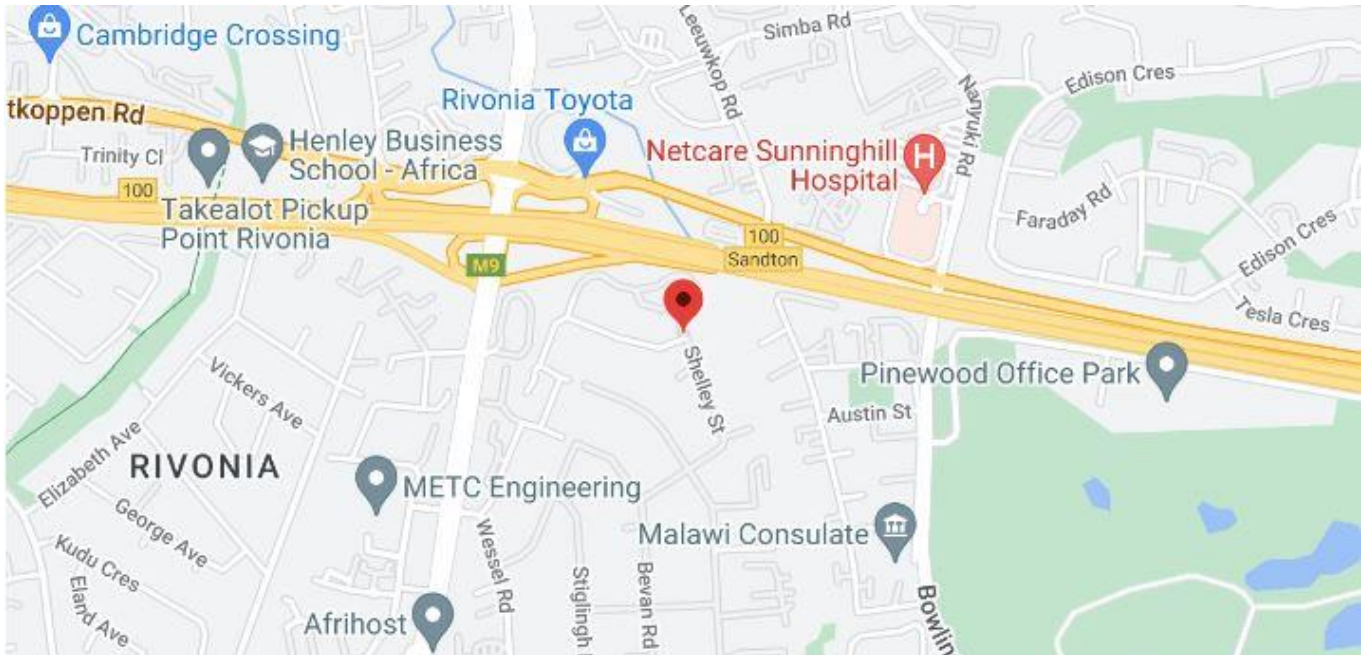 Cambridge Crossing
tkoppen Rd
Trinity Cl
100
Henley Business
School - Africa
Takealot Pickup
Point Rivonia
Rivonia Toyota
M9
Leeuwkop Rd
Simba Rd
Nanyuki Rd
Edison Cres
Netcare Sunninghill
Hospital
H
Faraday Rd
Edison Cres
100
Sandton
Tesla Cres
Shelley St
Pinewood Office Park
Austin St
Vickers Ave
Elizabeth Ave
RIVONIA
George Ave
Kudu Cres
Eland Ave
METC Engineering
Wessel Rd
Stiglingh
Bevan Rd
Malawi Consulate
Bowlin
Afrihost